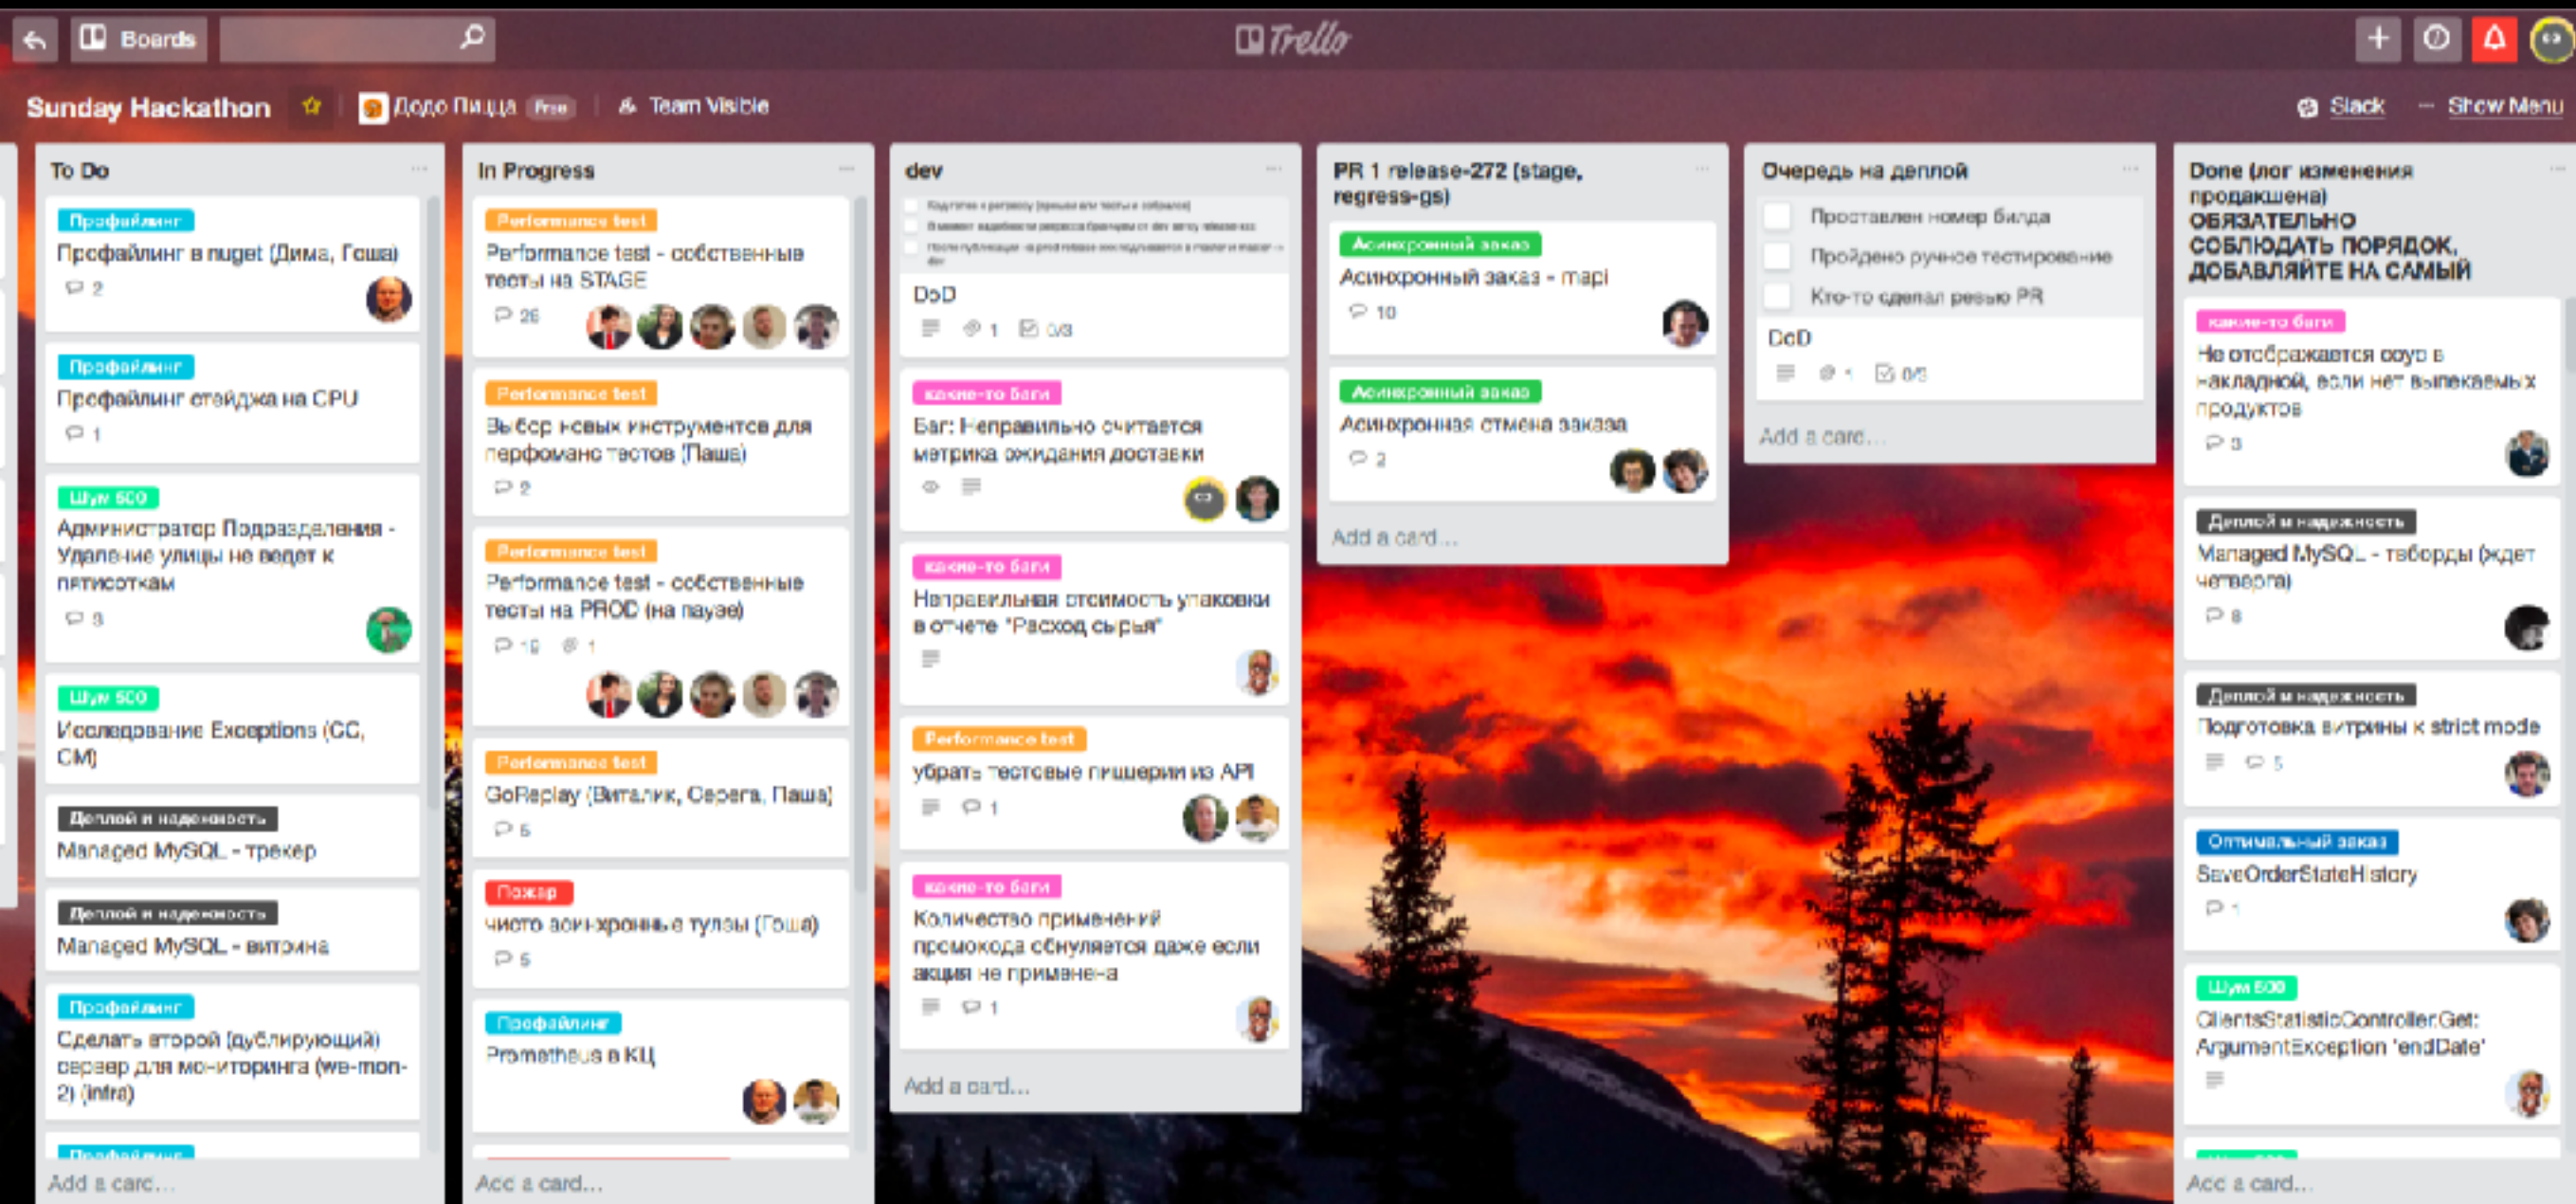 Boards
Trello
Sunday Hackathon
Додо Пицца
Free
Team Visible
Slack
Show Menu
To Do
Профайлинг
Профайлинг в nuget (Дима, Гоша)
2
Профайлинг
Профайлинг стейджа на CPU
1
Шум 500
Администратор Подразделения -
Удаление улицы не ведет к
пятисоткам
3
Шум 500
Исследование Exceptions (CC,
CM)
Деплой и надежность
Managed MySQL - трекер
Деплой и надежность
Managed MySQL - витрина
Профайлинг
Сделать второй (дублирующий)
сервер для мониторинга (we-mon-
2) (infra)
Профайлинг
Add a card...
In Progress
Performance test
Performance test - собственные
тесты на STAGE
26
Performance test
Выбор новых инструментов для
перфоманс тестов (Паша)
2
Performance test
Performance test - собственные
тесты на PROD (на паузе)
19
1
Performance test
GoReplay (Виталик, Серега, Паша)
5
Пожар
чисто асинхронные тулзы (Гоша)
5
Профайлинг
Prometheus в КЦ
Add a card...
dev
DoD
1
0/3
какие-то баги
Баг: Неправильно считается
метрика ожидания доставки
какие-то баги
Неправильная стоимость упаковки
в отчете "Расход сырья"
Performance test
убрать тестовые пиццерии из API
1
какие-то баги
Количество применений
промокода обнуляется даже если
акция не применена
1
Add a card...
PR 1 release-272 (stage,
regress-gs)
Асинхронный заказ
Асинхронный заказ - mapi
10
Асинхронный заказ
Асинхронная отмена заказа
2
Add a card...
Очередь на деплой
Проставлен номер билда
Пройдено ручное тестирование
Кто-то сделал ревью PR
DoD
1
0/3
Add a card...
Done (лог изменения
продакшена)
ОБЯЗАТЕЛЬНО
СОБЛЮДАТЬ ПОРЯДОК,
ДОБАВЛЯЙТЕ НА САМЫЙ
какие-то баги
Не отображается соус в
накладной, если нет выпекаемых
продуктов
3
Деплой и надежность
Managed MySQL - твборды (ждет
четверга)
8
Деплой и надежность
Подготовка витрины к strict mode
5
Оптимальный заказ
SaveOrderStateHistory
1
Шум 500
ClientsStatisticController.Get:
ArgumentException 'endDate'
Шум 500
Add a card...